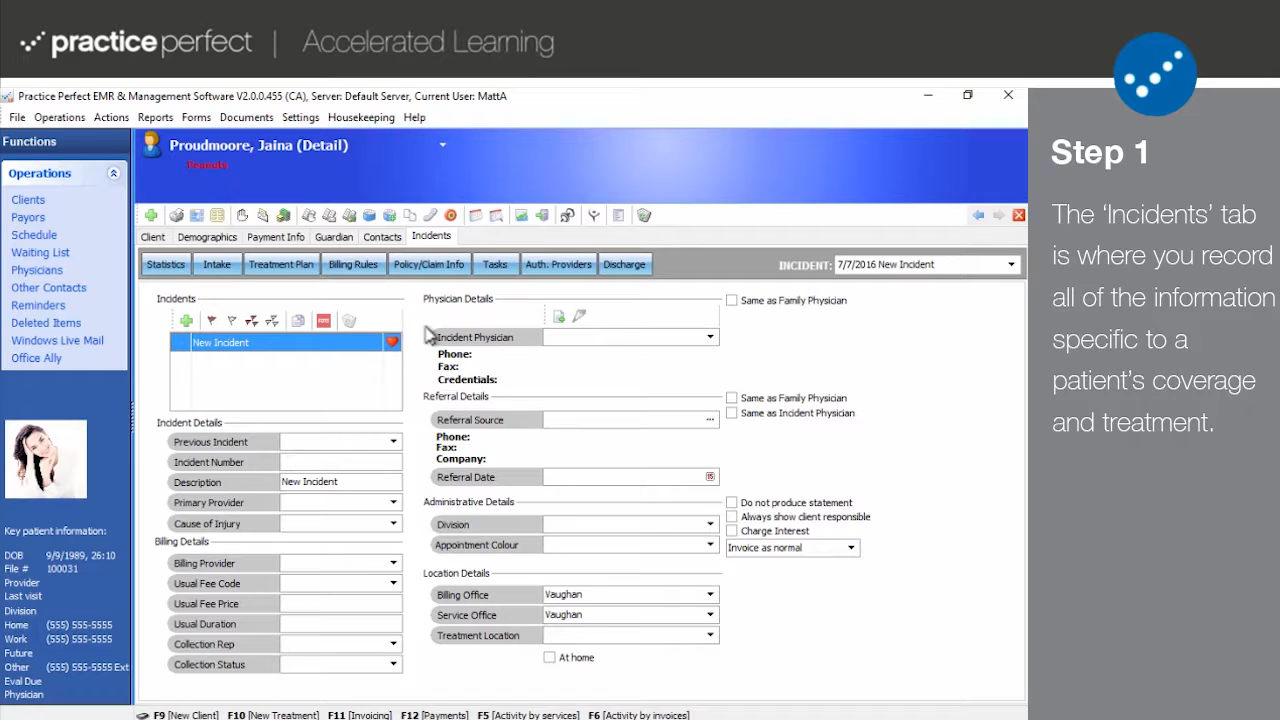 practiceperfect | Accelerated Learning
Practice Perfect EMR & Management Software V2.0.0.455 (CA), Server: Default Server, Current User: MattA
File Operations Actions Reports Forms Documents Settings Housekeeping Help
Functions
Operations
Clients
Payors
Schedule
Waiting List
Physicians
Other Contacts
Reminders
Deleted Items
Windows Live Mail
Office Ally
Key patient information:
DOB 9/9/1989, 26:10
File # 100031
Provider
Last visit
Division
Home (555) 555-5555
Work (555) 555-5555
Future
Other (555) 555-5555 Ext
Eval Due
Physician
Proudmoore, Jaina (Detail)
Peanuts
Client Demographics Payment Info Guardian Contacts Incidents
Statistics Intake Treatment Plan Billing Rules Policy/Claim Info Tasks Auth. Providers Discharge
INCIDENT: 7/7/2016 New Incident
Incidents
New Incident
Incident Details
Previous Incident
Incident Number
Description New Incident
Primary Provider
Cause of Injury
Billing Details
Billing Provider
Usual Fee Code
Usual Fee Price
Usual Duration
Collection Rep
Collection Status
Physician Details
Same as Family Physician
Incident Physician
Phone:
Fax:
Credentials:
Referral Details
Same as Family Physician
Same as Incident Physician
Referral Source
Phone:
Fax:
Company:
Referral Date
Administrative Details
Do not produce statement
Always show client responsible
Charge Interest
Invoice as normal
Division
Appointment Colour
Location Details
Billing Office Vaughan
Service Office Vaughan
Treatment Location
At home
F9 [New Client] F10 [New Treatment] F11 [Invoicing] F12 [Payments] F5 [Activity by services] F6 [Activity by invoices]
Step 1
The ‘Incidents’ tab
is where you record
all of the information
specific to a
patient’s coverage
and treatment.